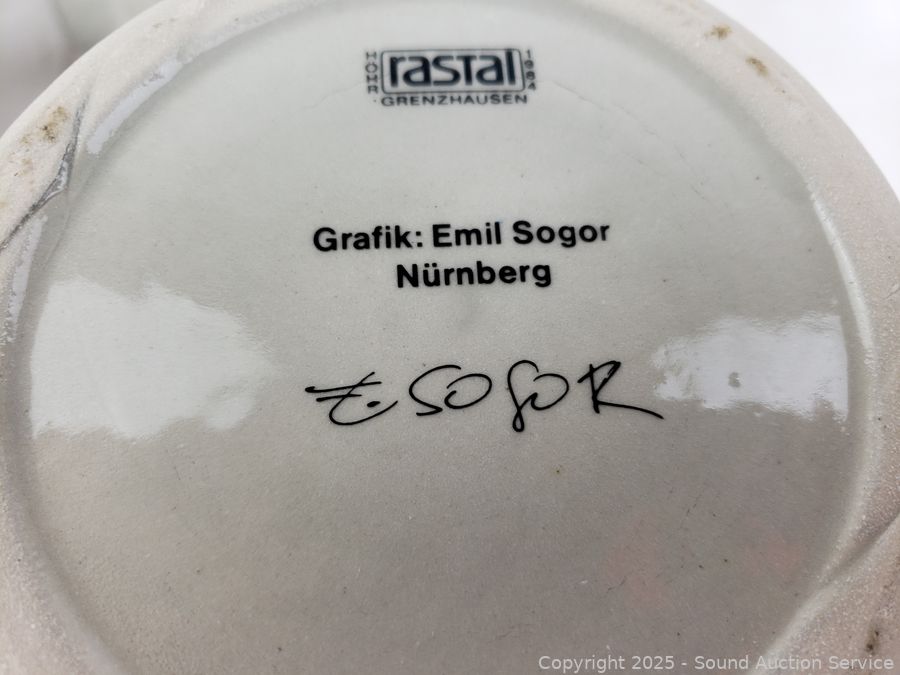 HÖHR rastal 1984
GRENZHAUSEN
Grafik: Emil Sogor
Nürnberg
E. SOGOR
Copyright 2025 - Sound Auction Service